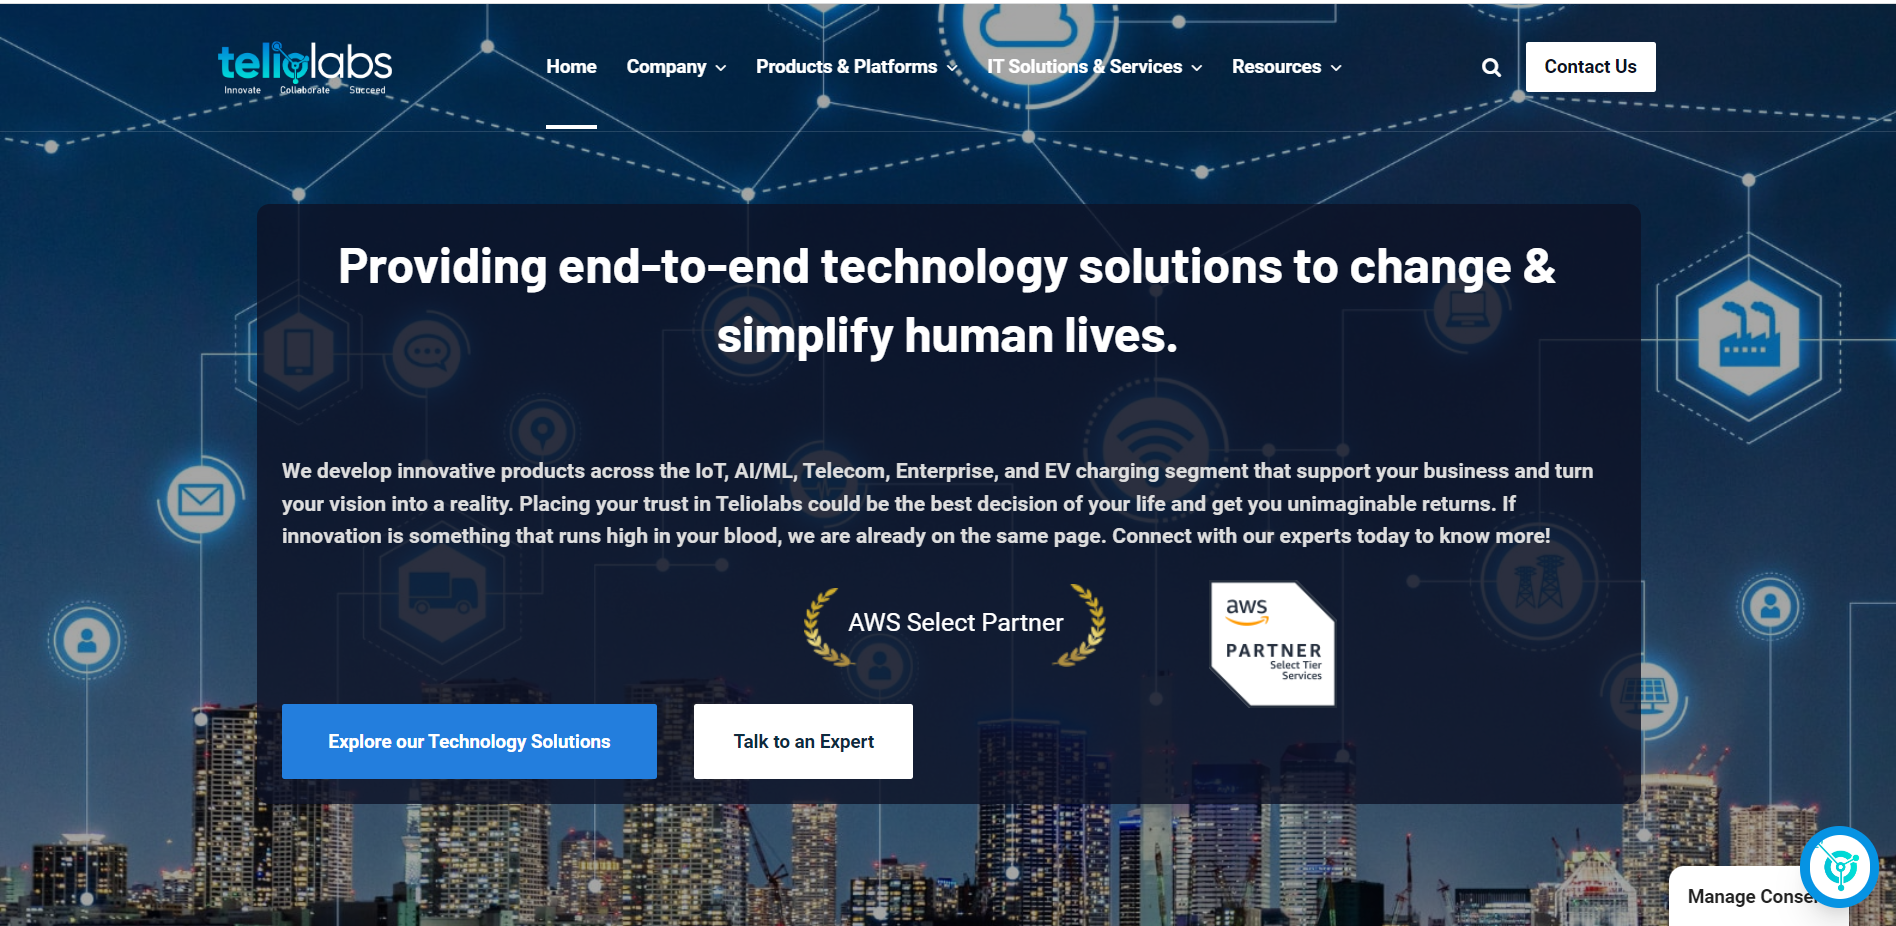 teliolabs
Innovate Collaborate Succeed
Home Company Products & Platforms IT Solutions & Services Resources
Contact Us
Providing end-to-end technology solutions to change &
simplify human lives.
We develop innovative products across the IoT, AI/ML, Telecom, Enterprise, and EV charging segment that support your business and turn
your vision into a reality. Placing your trust in Teliolabs could be the best decision of your life and get you unimaginable returns. If
innovation is something that runs high in your blood, we are already on the same page. Connect with our experts today to know more!
AWS Select Partner
aws
PARTNER
Select Tier
Services
Explore our Technology Solutions
Talk to an Expert
Manage